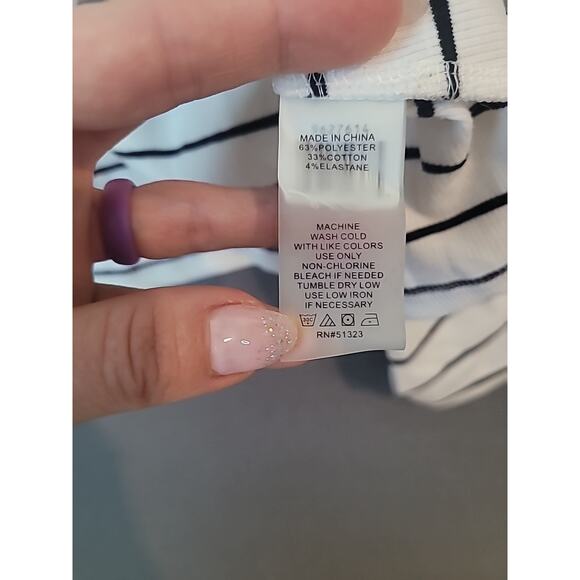 MADE IN CHINA
63%POLYESTER
33%COTTON
4%ELASTANE
MACHINE
WASH COLD
WITH LIKE COLORS
USE ONLY
NON-CHLORINE
BLEACH IF NEEDED
TUMBLE DRY LOW
USE LOW IRON
IF NECESSARY
RN#51323